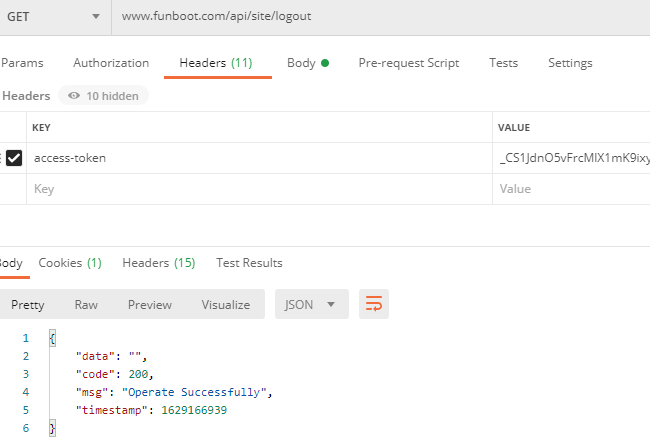 GET www.funboot.com/api/site/logout
Params Authorization Headers (11) Body Pre-request Script Tests Settings
Headers 10 hidden
KEY VALUE
access-token _CS1JdnO5vFrcMIX1mK9ixy
Key Value
Body Cookies (1) Headers (15) Test Results
Pretty Raw Preview Visualize JSON
1 {
2 "data": "",
3 "code": 200,
4 "msg": "Operate Successfully",
5 "timestamp": 1629166939
6 }